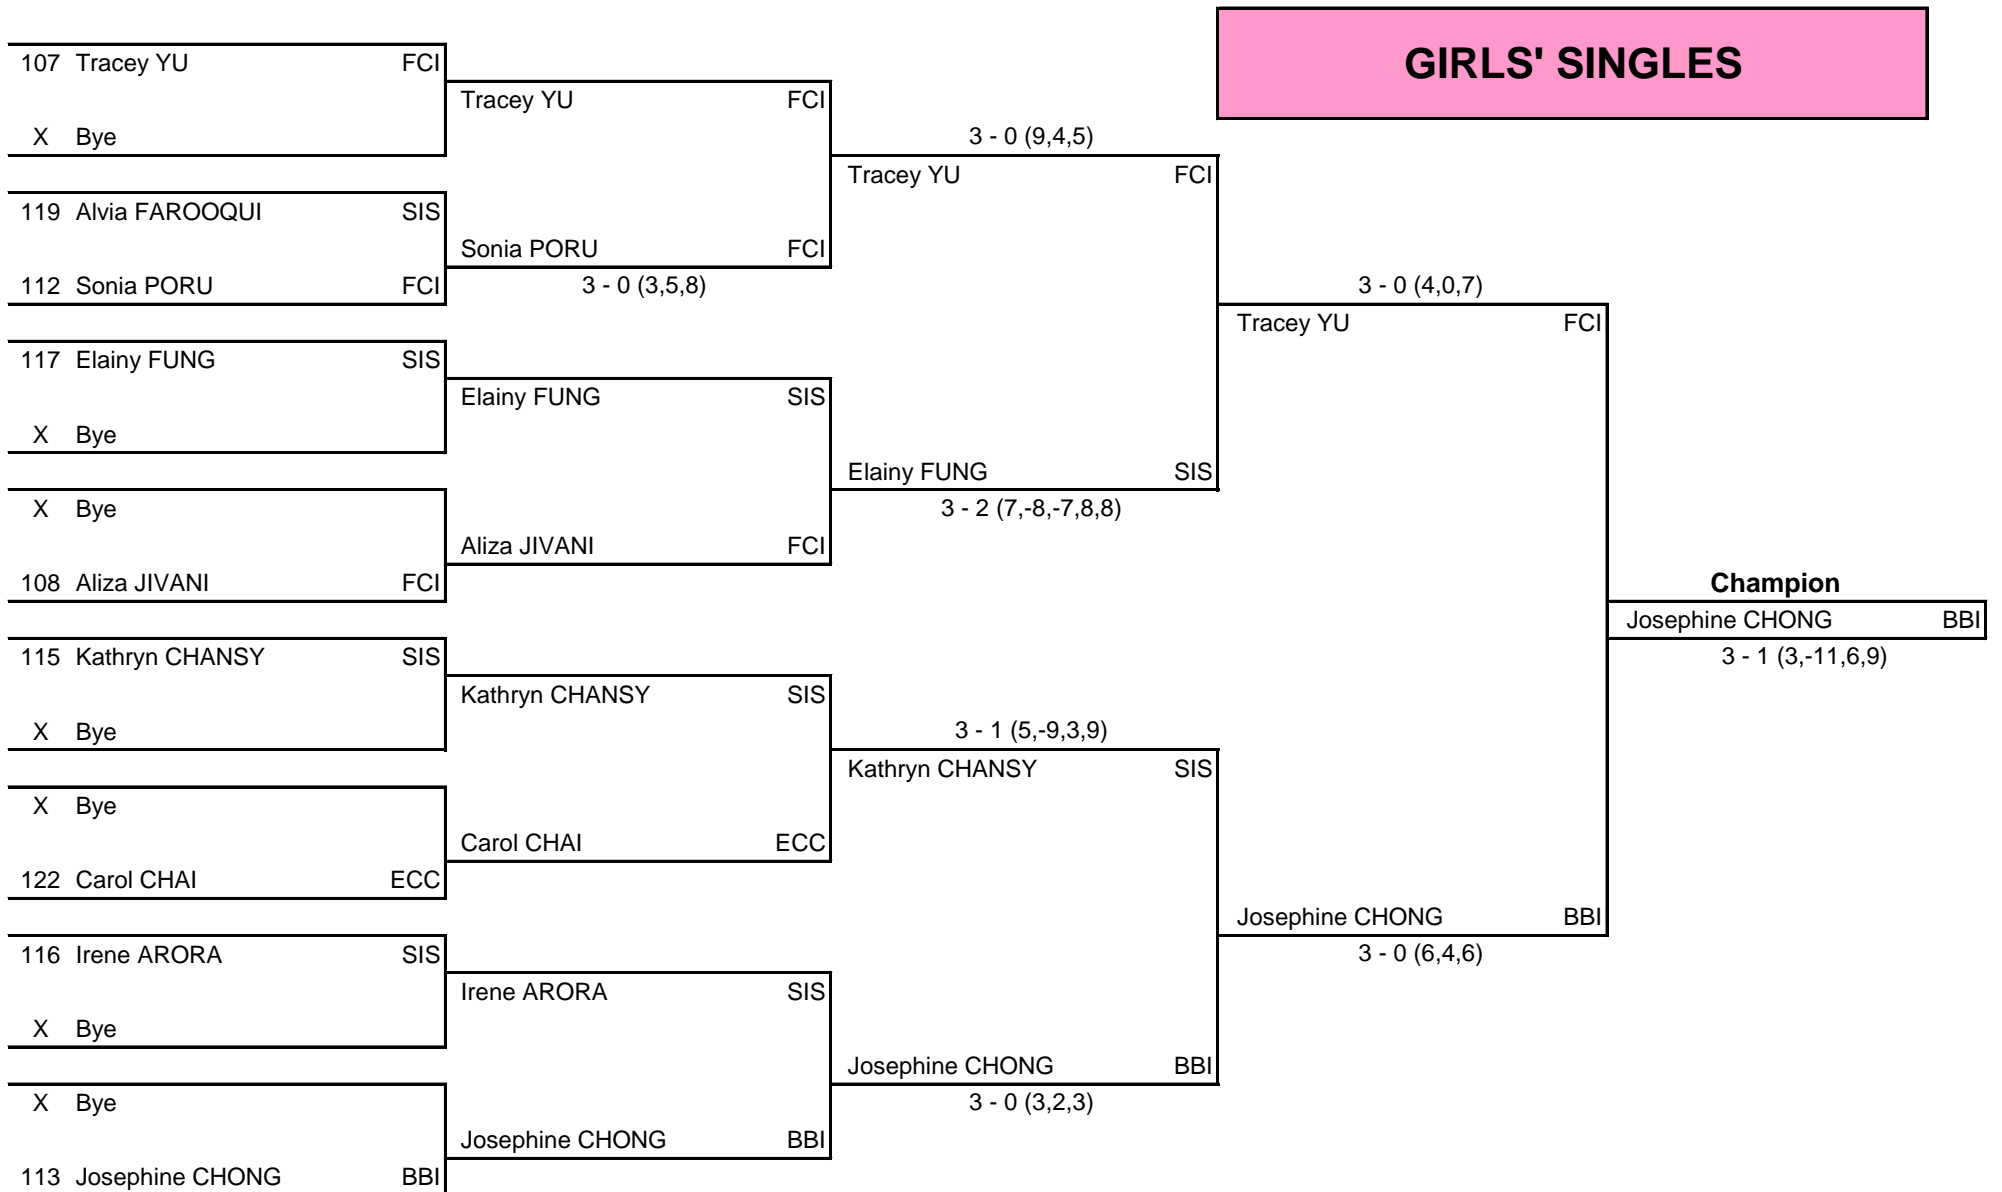 GIRLS' SINGLES
107 Tracey YU FCI
Tracey YU FCI
X Bye
3 - 0 (9,4,5)
Tracey YU FCI
119 Alvia FAROOQUI SIS
Sonia PORU FCI
112 Sonia PORU FCI
3 - 0 (3,5,8)
3 - 0 (4,0,7)
Tracey YU FCI
117 Elainy FUNG SIS
Elainy FUNG SIS
X Bye
Elainy FUNG SIS
X Bye
3 - 2 (7,-8,-7,8,8)
Aliza JIVANI FCI
108 Aliza JIVANI FCI
Champion
Josephine CHONG BBI
115 Kathryn CHANSY SIS
3 - 1 (3,-11,6,9)
Kathryn CHANSY SIS
X Bye
3 - 1 (5,-9,3,9)
Kathryn CHANSY SIS
X Bye
Carol CHAI ECC
122 Carol CHAI ECC
Josephine CHONG BBI
116 Irene ARORA SIS
3 - 0 (6,4,6)
Irene ARORA SIS
X Bye
Josephine CHONG BBI
X Bye
3 - 0 (3,2,3)
Josephine CHONG BBI
113 Josephine CHONG BBI